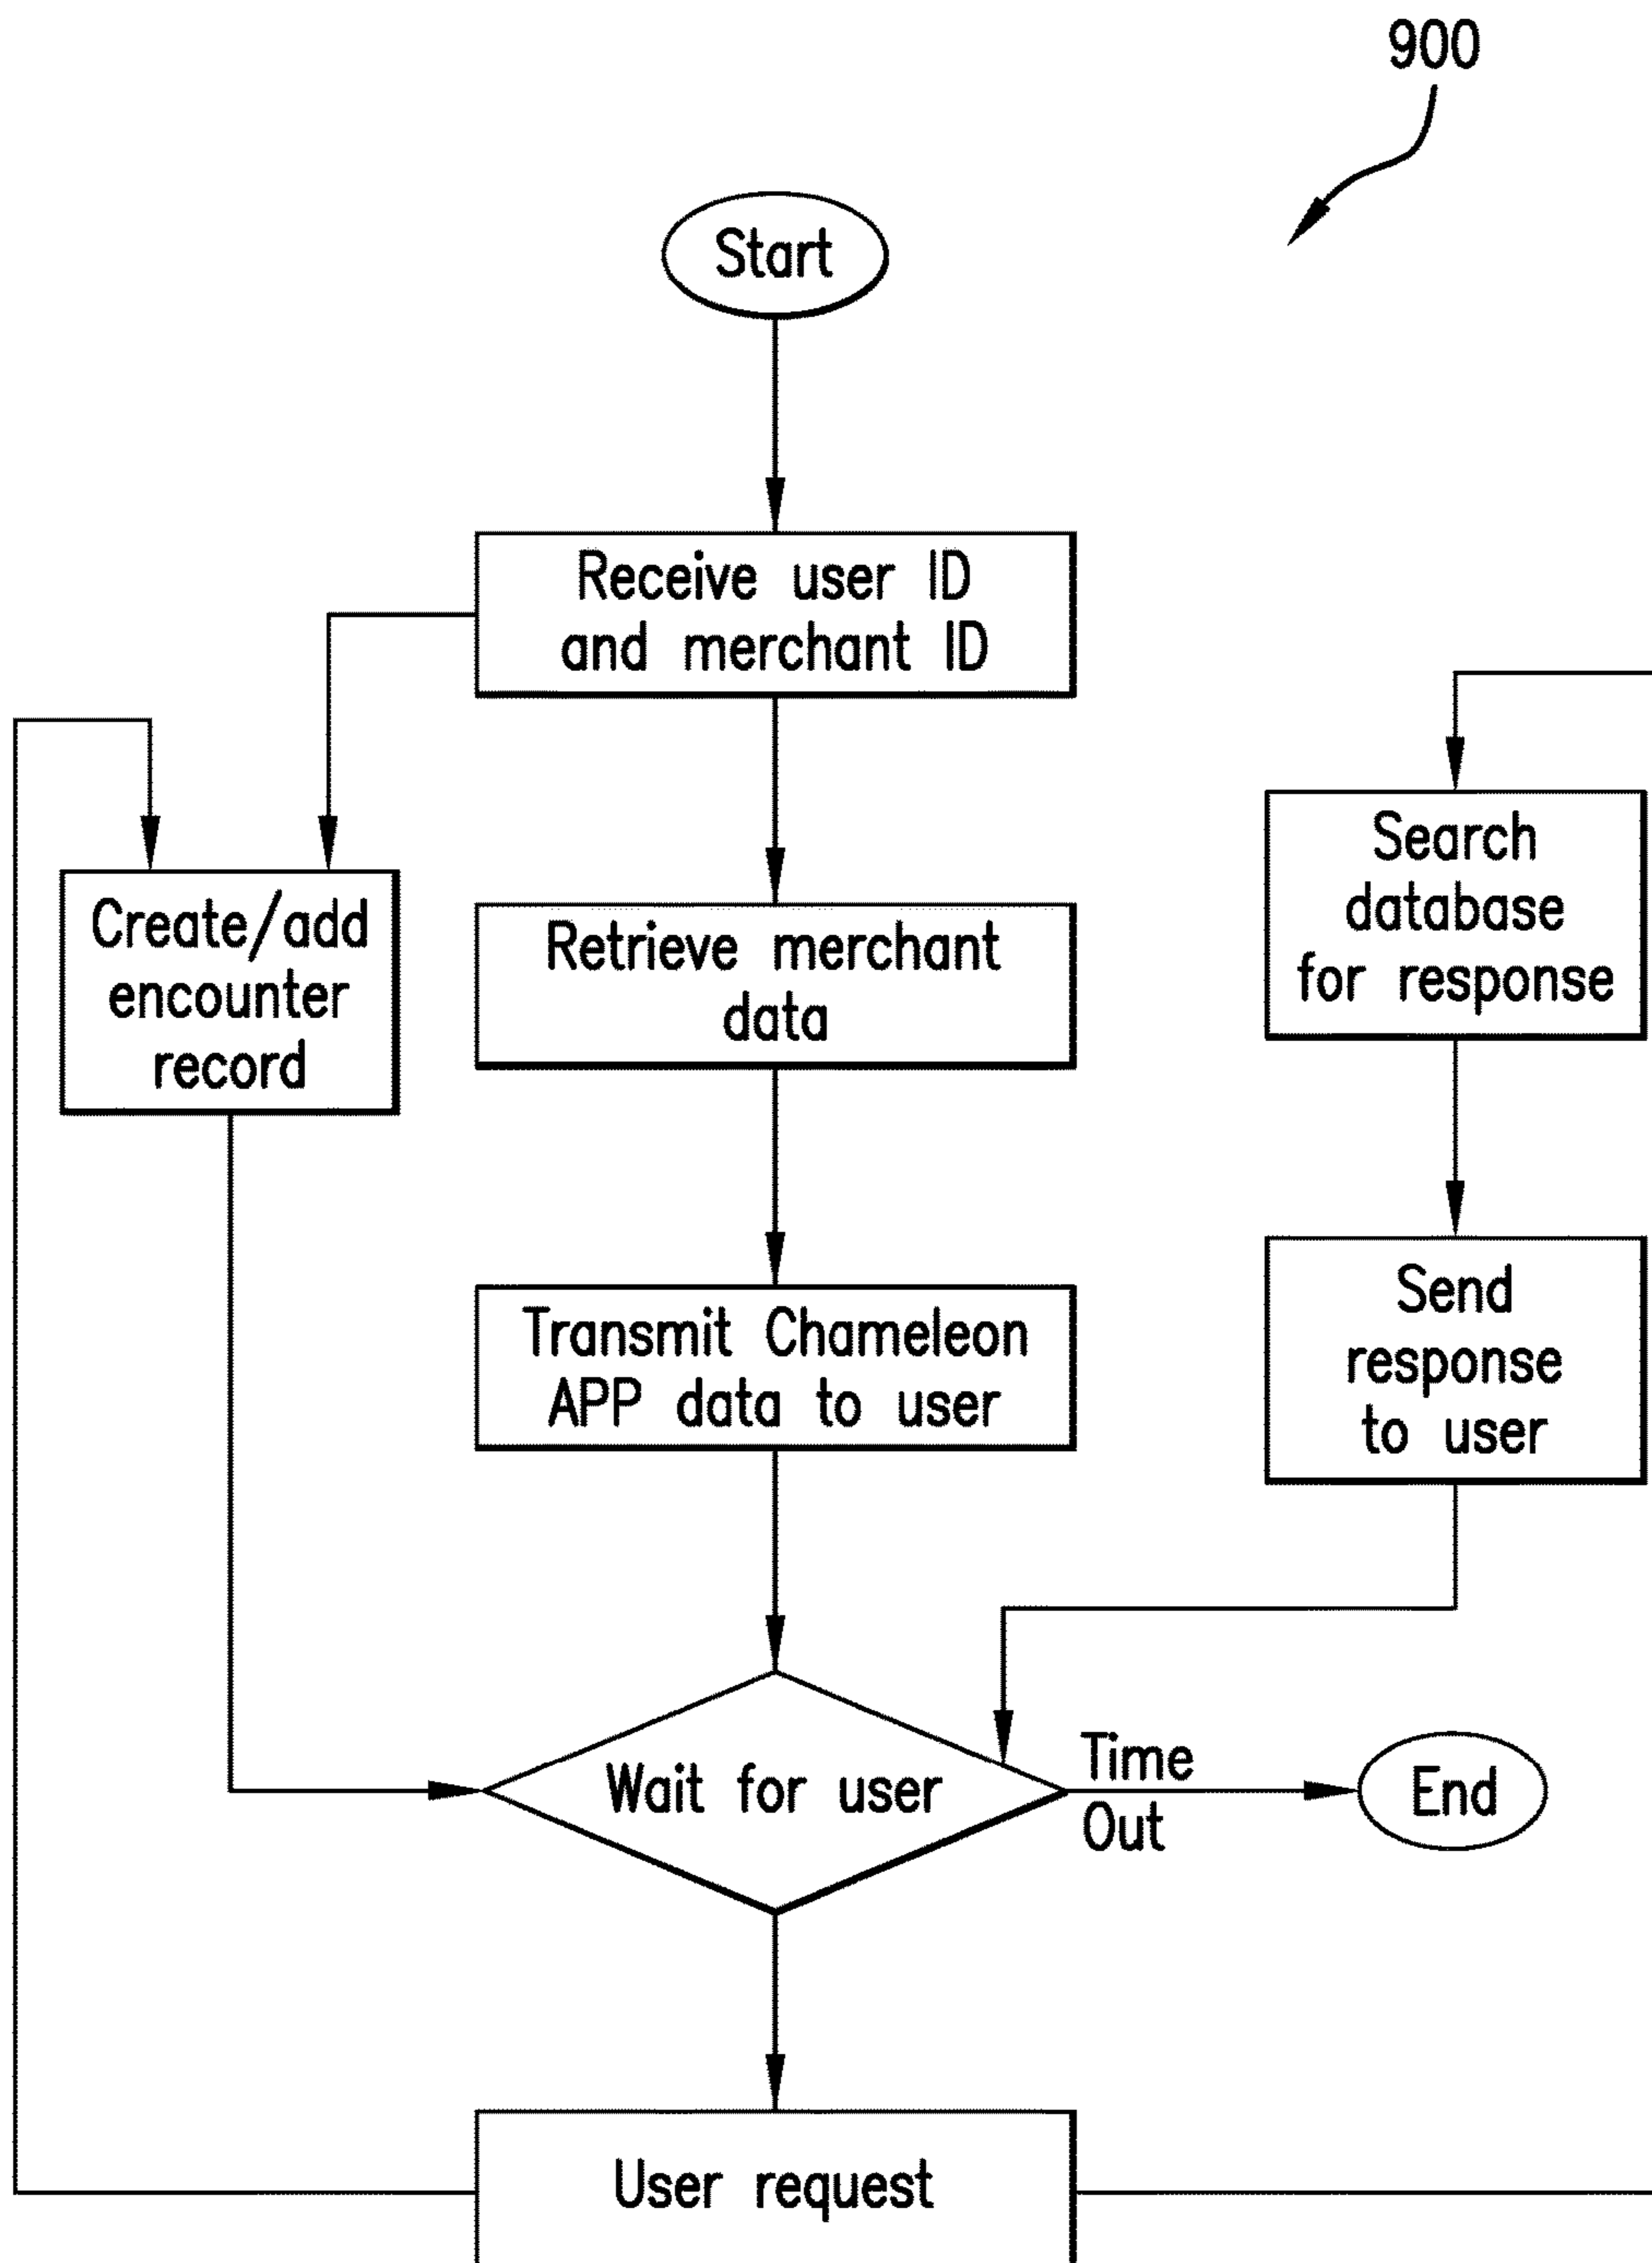 900
Start
Receive user ID
and merchant ID
Create/add
encounter
record
Retrieve merchant
data
Search
database
for response
Transmit Chameleon
APP data to user
Send
response
to user
Wait for user
Time
Out
End
User request